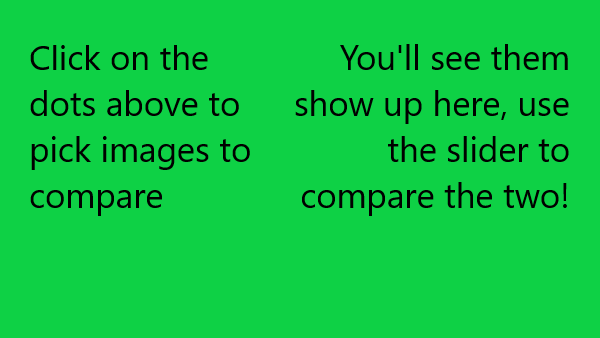 Click on the
dots above to
pick images to
compare
You'll see them
show up here, use
the slider to
compare the two!